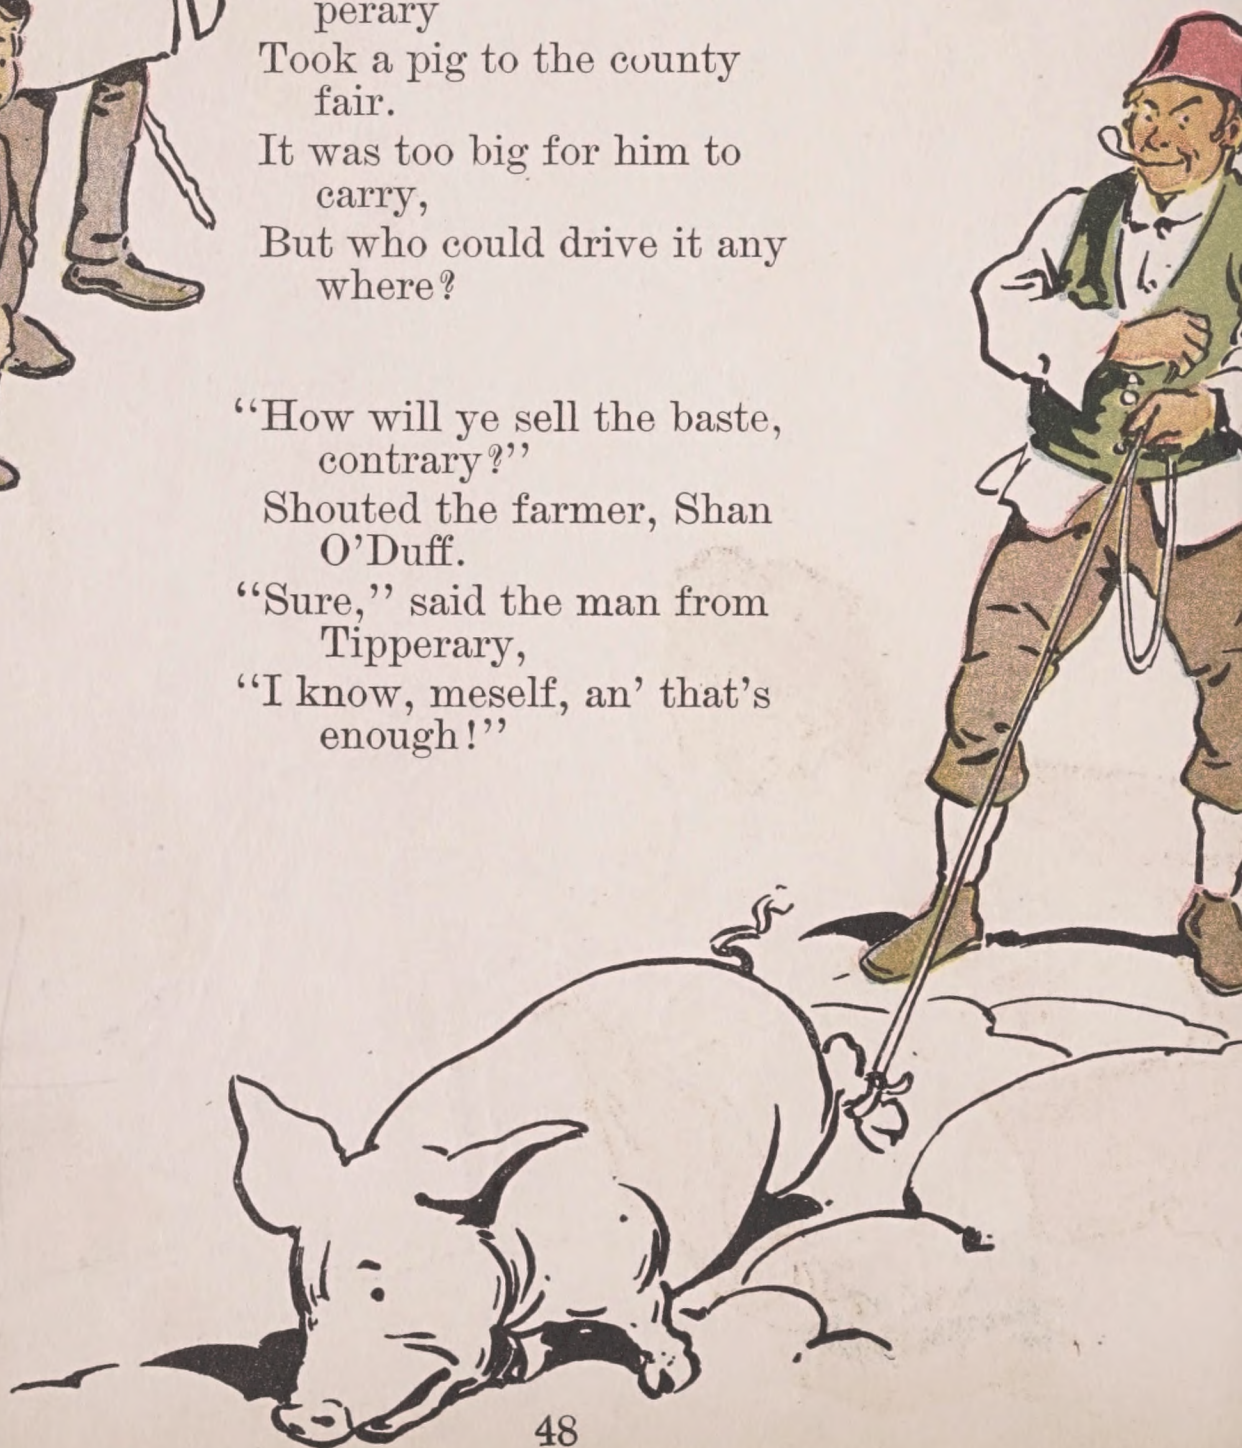 perary
Took a pig to the county
fair.
It was too big for him to
carry,
But who could drive it any
where?
“How will ye sell the baste,
contrary?”
Shouted the farmer, Shan
O’Duff.
“Sure,” said the man from
Tipperary,
“I know, meself, an’ that’s
enough!”
48